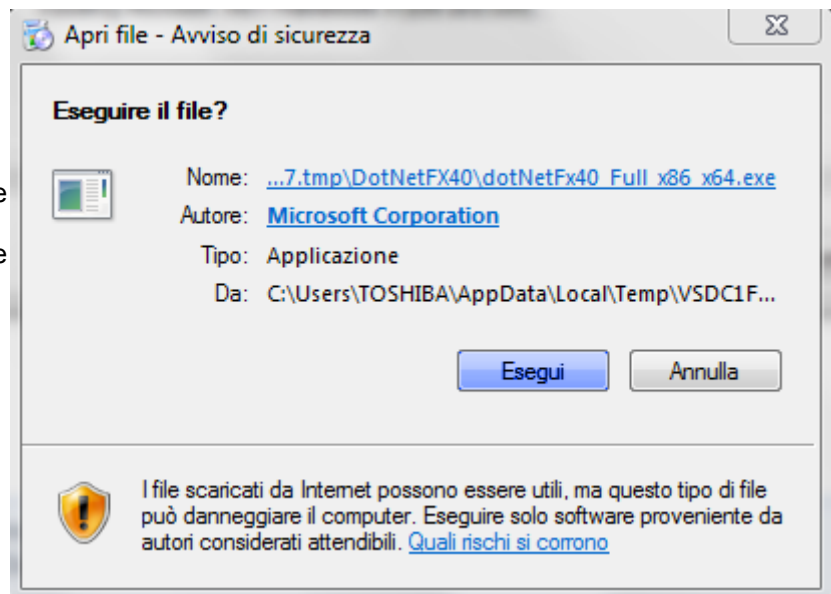 Apri file - Avviso di sicurezza
Eseguire il file?
Nome: ...7.tmp\DotNetFX40\dotNetFx40_Full_x86_x64.exe
e
Autore: Microsoft Corporation
e
Tipo: Applicazione
Da: C:\Users\TOSHIBA\AppData\Local\Temp\VSDC1F...
Esegui Annulla
I file scaricati da Internet possono essere utili, ma questo tipo di file
può danneggiare il computer. Eseguire solo software proveniente da
autori considerati attendibili. Quali rischi si corrono